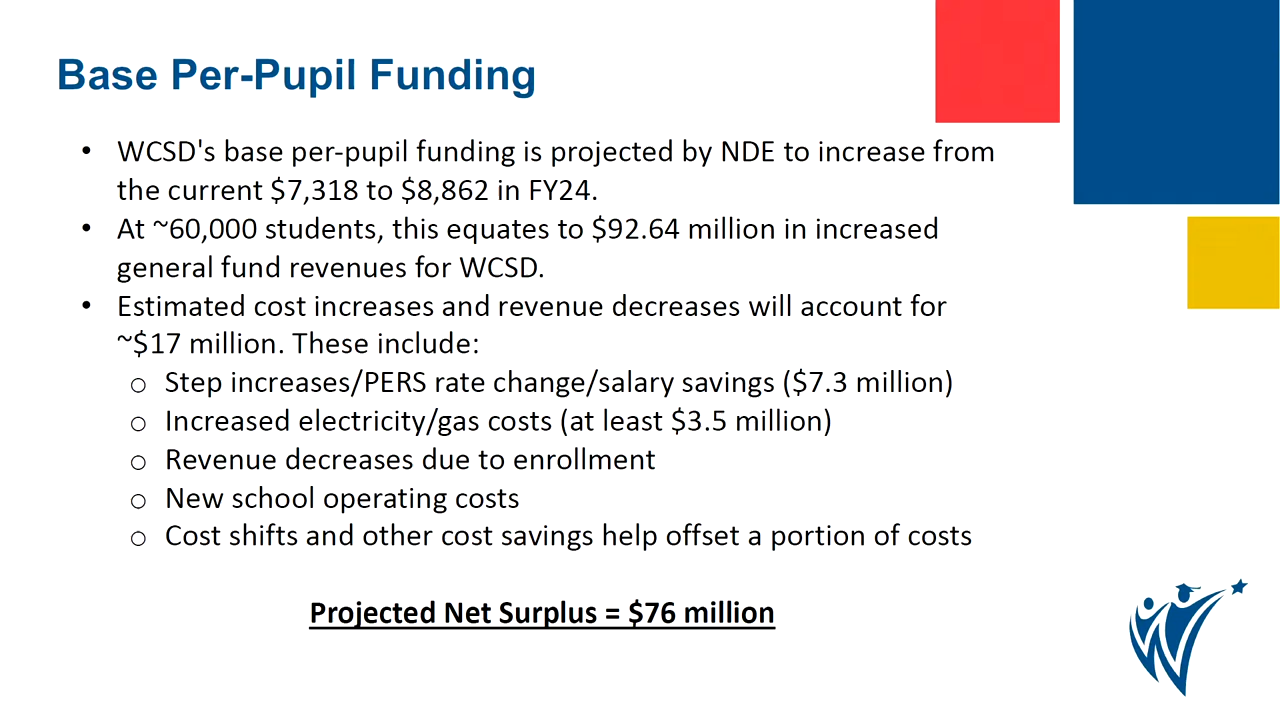 Base Per-Pupil Funding
• WCSD's base per-pupil funding is projected by NDE to increase from
the current $7,318 to $8,862 in FY24.
• At ~60,000 students, this equates to $92.64 million in increased
general fund revenues for WCSD.
• Estimated cost increases and revenue decreases will account for
~$17 million. These include:
o Step increases/PERS rate change/salary savings ($7.3 million)
o Increased electricity/gas costs (at least $3.5 million)
o Revenue decreases due to enrollment
o New school operating costs
o Cost shifts and other cost savings help offset a portion of costs
Projected Net Surplus = $76 million